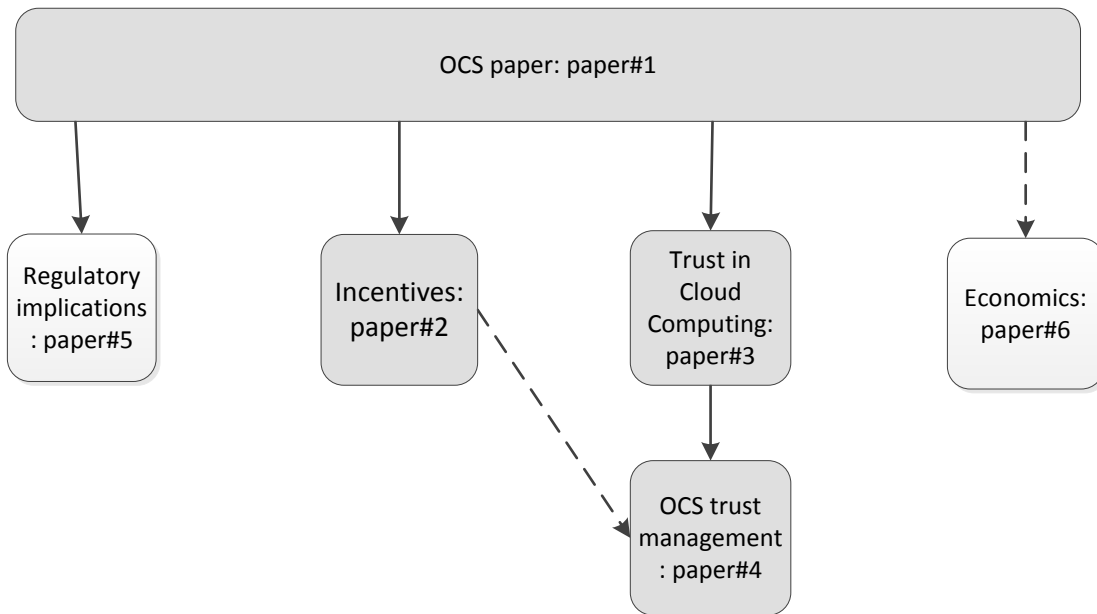 OCS paper: paper#1
Regulatory
implications
: paper#5
Incentives:
paper#2
Trust in
Cloud
Computing:
paper#3
Economics:
paper#6
OCS trust
management
: paper#4